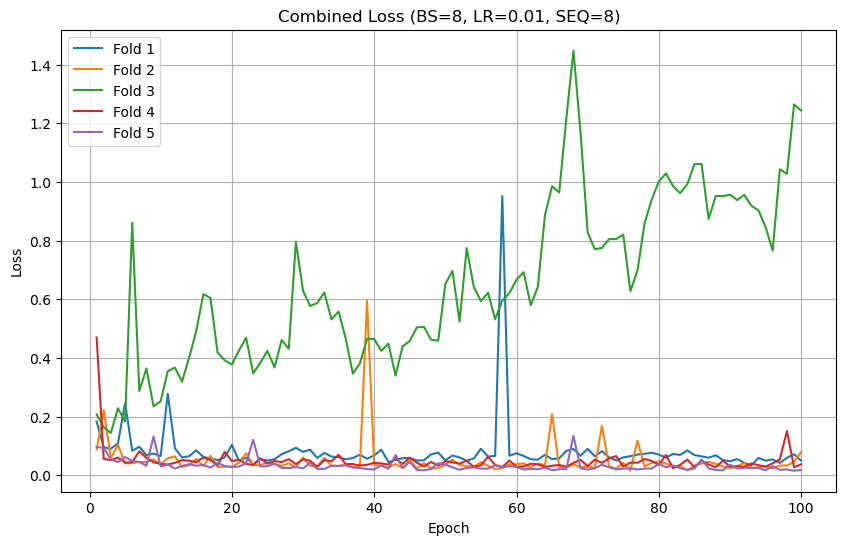 Combined Loss (BS=8, LR=0.01, SEQ=8)
Fold 1
Fold 2
Fold 3
Fold 4
Fold 5
Loss
1.4
1.2
1.0
0.8
0.6
0.4
0.2
0.0
0 20 40 60 80 100
Epoch